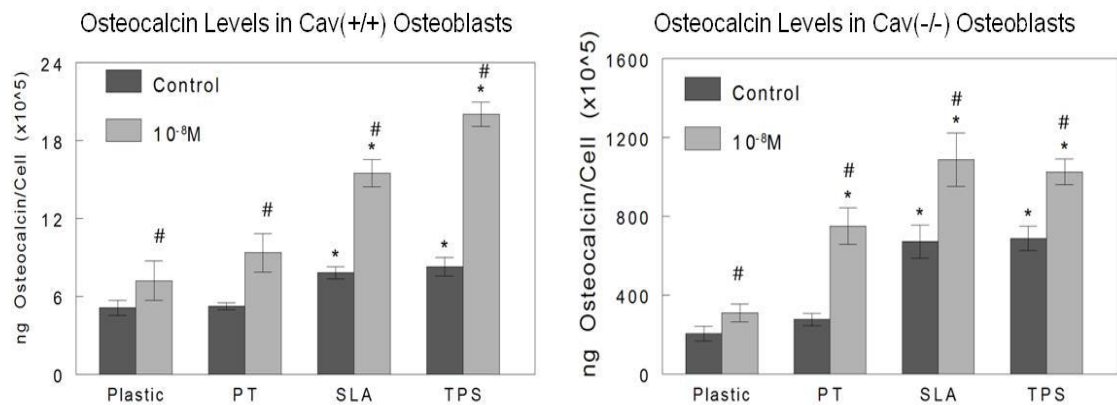 Osteocalcin Levels in Cav(+/+) Osteoblasts
ng Osteocalcin/Cell (x10^5)
24
18
12
6
0
Control
10⁻⁸M
#
#
*
#
*
*
#
*
Plastic
PT
SLA
TPS
Osteocalcin Levels in Cav(-/-) Osteoblasts
ng Osteocalcin/Cell (x10^5)
1600
1200
800
400
0
Control
10⁻⁸M
#
#
*
*
#
*
*
#
*
Plastic
PT
SLA
TPS